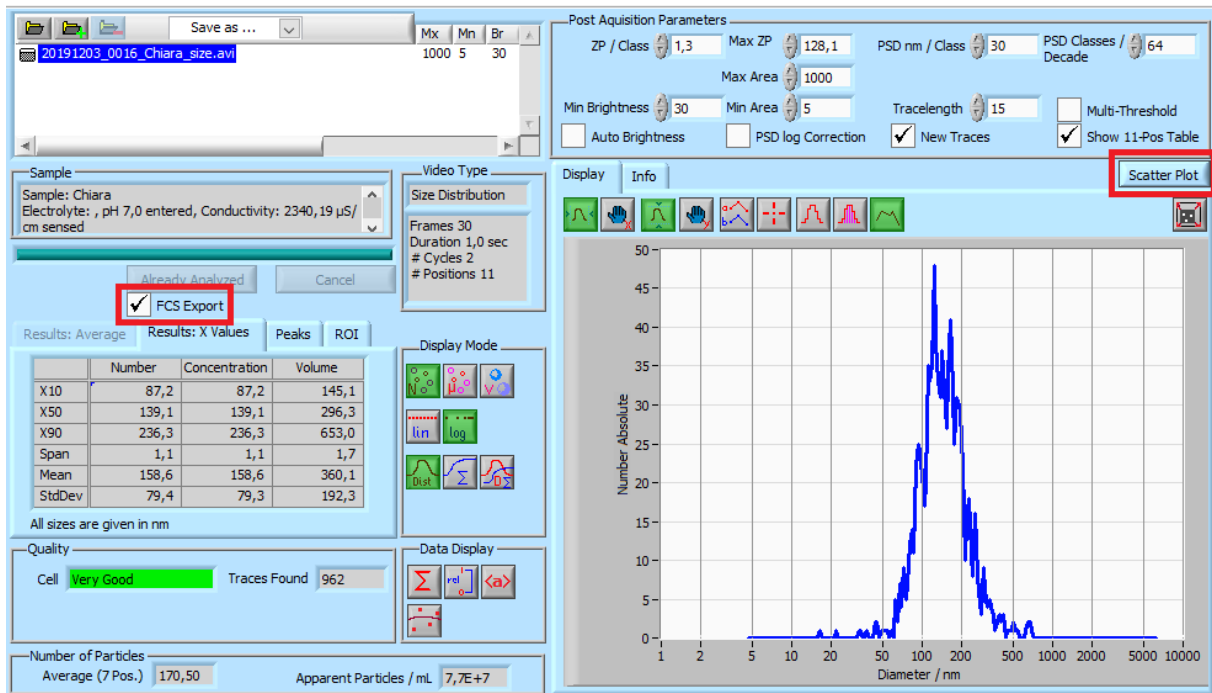 Save as ...
Mx Mn Br
20191203_0016_Chiara_size.avi 1000 5 30
Post Aquisition Parameters
ZP / Class 1,3 Max ZP 128,1 PSD nm / Class 30 PSD Classes / Decade 64
Max Area 1000
Min Brightness 30 Min Area 5 Tracelength 15 Multi-Threshold
Auto Brightness PSD log Correction New Traces Show 11-Pos Table
Sample
Sample: Chiara
Electrolyte: , pH 7,0 entered, Conductivity: 2340,19 µS/
cm sensed
Video Type
Size Distribution
Frames 30
Duration 1,0 sec
# Cycles 2
# Positions 11
Already Analyzed Cancel
FCS Export
Results: Average Results: X Values Peaks ROI
Number Concentration Volume
X10 87,2 87,2 145,1
X50 139,1 139,1 296,3
X90 236,3 236,3 653,0
Span 1,1 1,1 1,7
Mean 158,6 158,6 360,1
StdDev 79,4 79,3 192,3
All sizes are given in nm
Display Mode
N µ V
lin log
Dist Σ D Σ
Quality
Cell Very Good Traces Found 962
Data Display
Σ rel 0 <a>
Number of Particles
Average (7 Pos.) 170,50 Apparent Particles / mL 7,7E+7
Display Info Scatter Plot
x x a b
50
45
40
35
30
25
20
15
10
5
0
Number Absolute
1 2 5 10 20 50 100 200 500 1000 2000 5000 10000
Diameter / nm